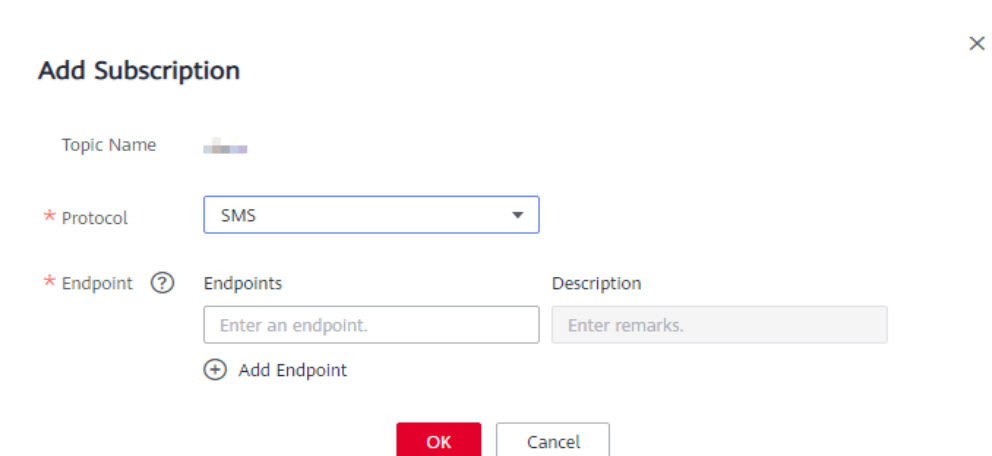 Add Subscription
Topic Name
* Protocol SMS
* Endpoint ? Endpoints Description
Enter an endpoint. Enter remarks.
Add Endpoint
OK Cancel